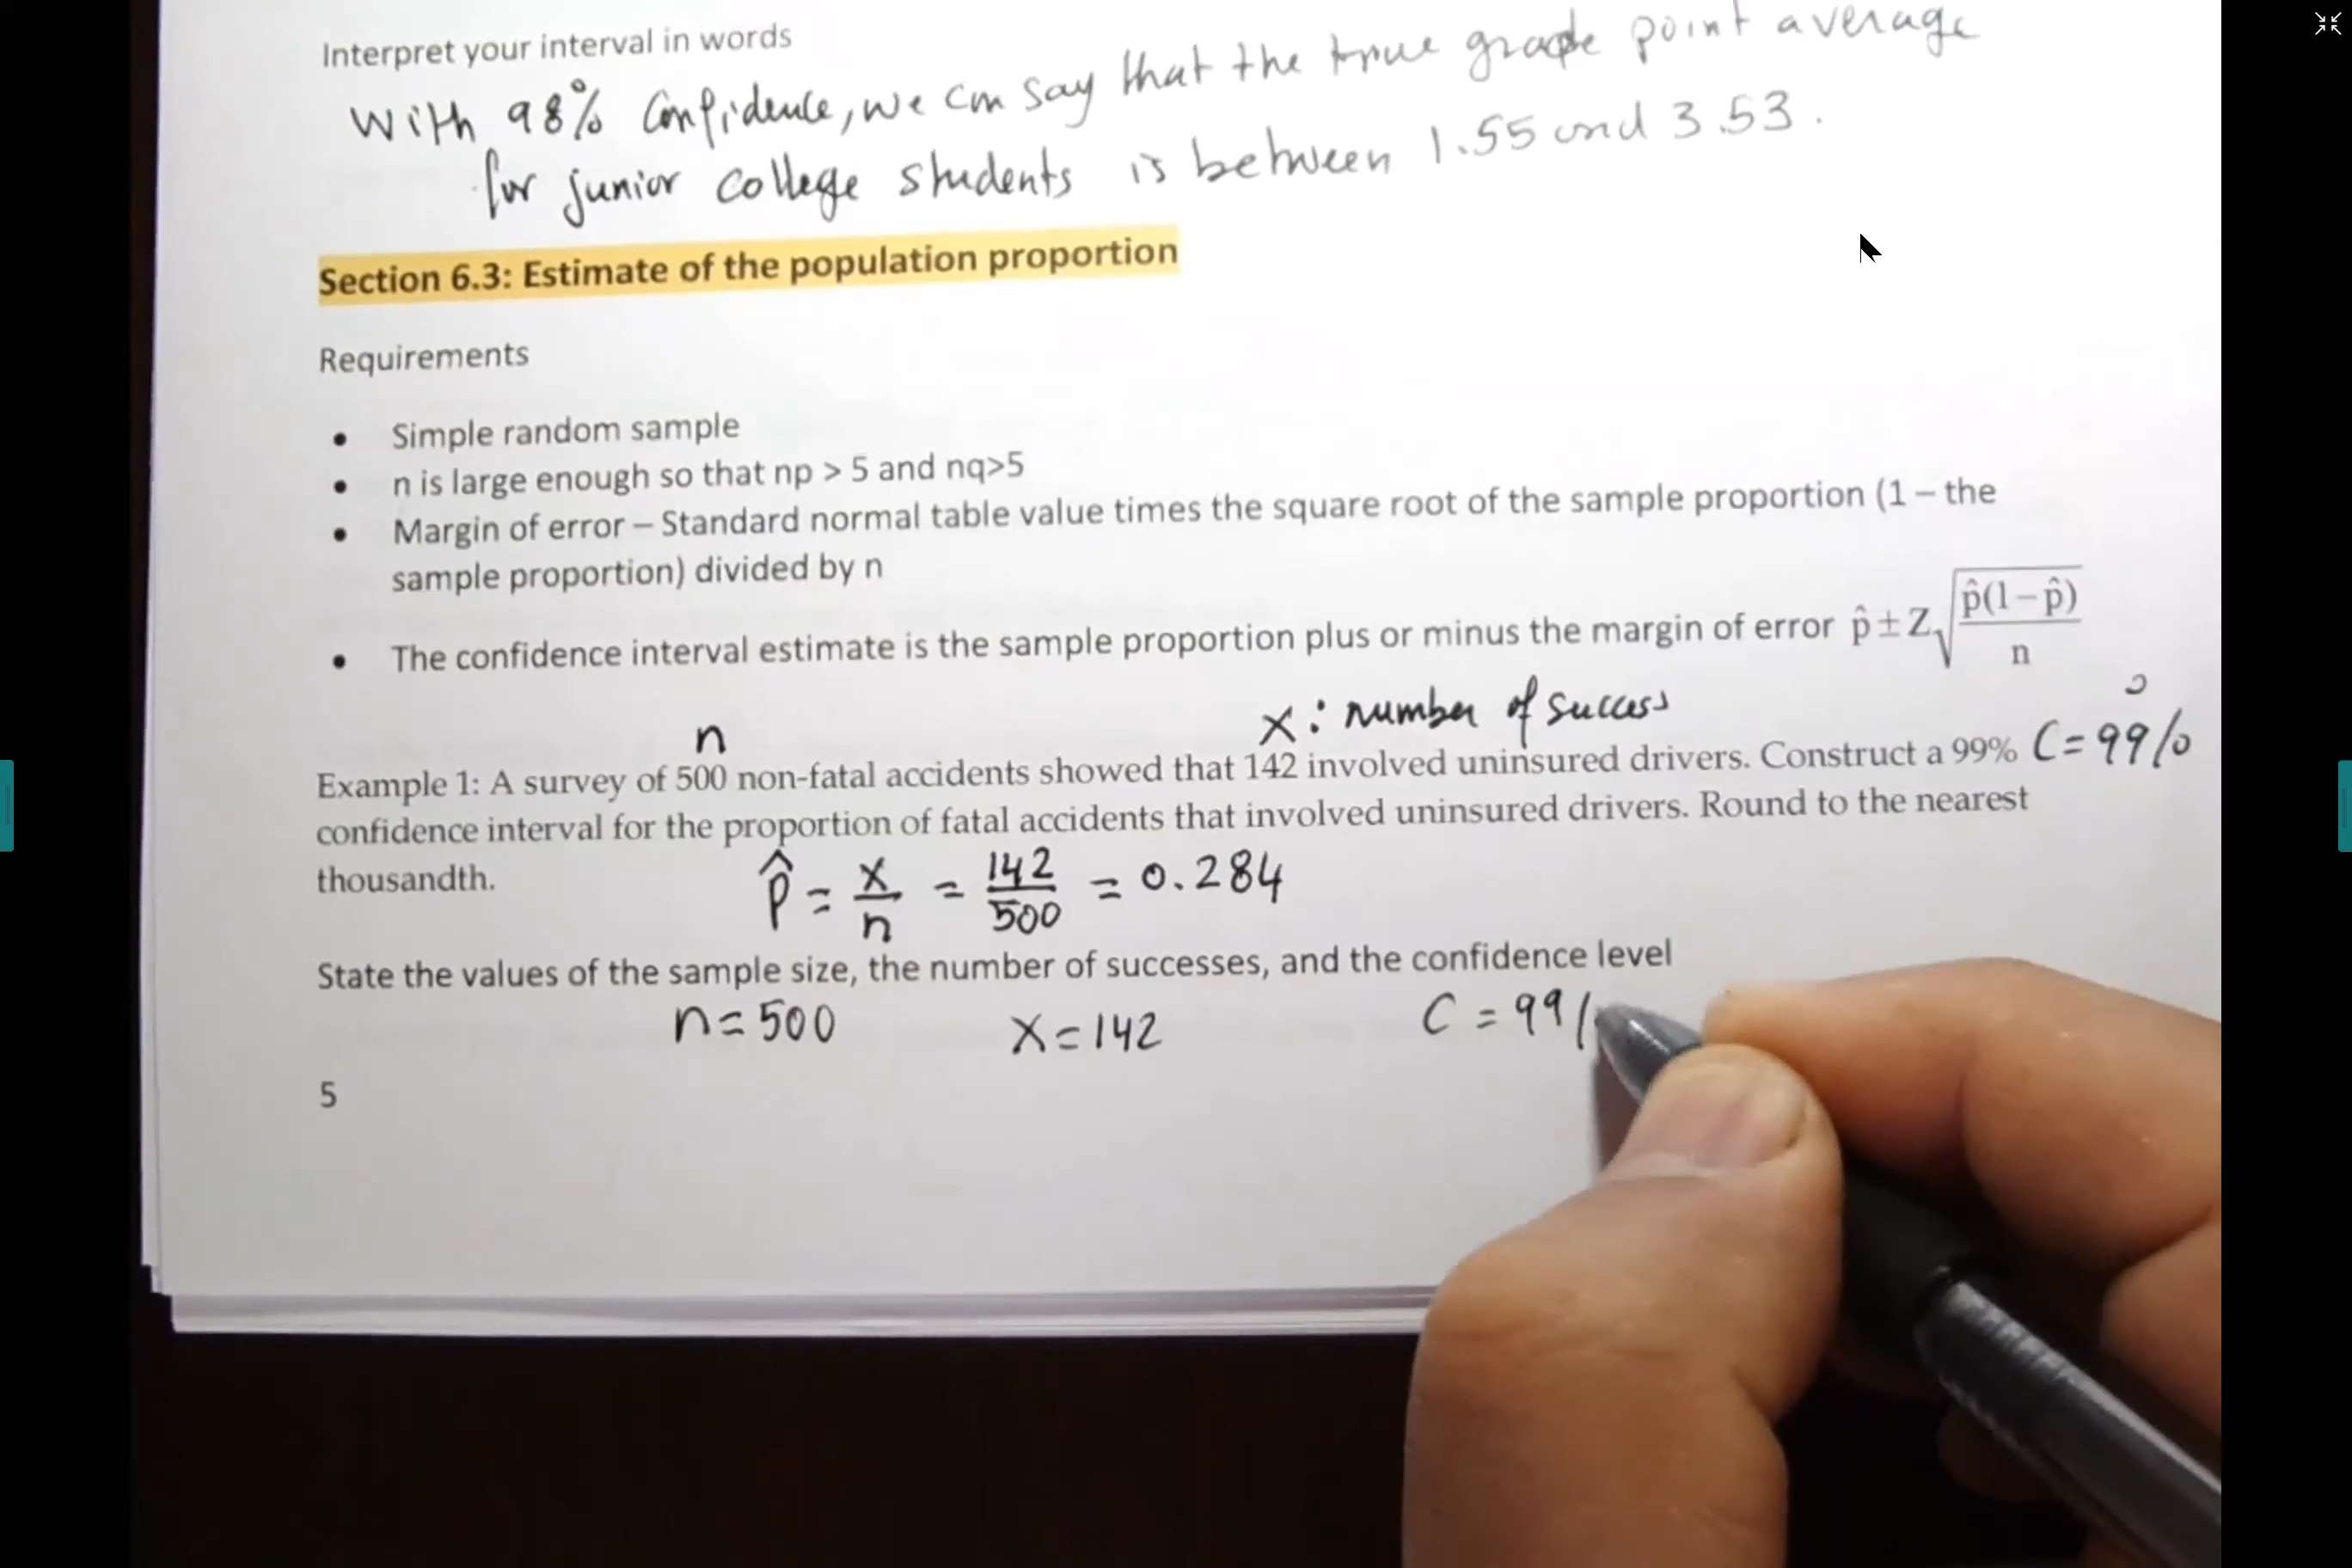 Interpret your interval in words
With 98% Confidence, we can say that the true grade point average
for junior college students is between 1.55 and 3.53.
Section 6.3: Estimate of the population proportion
Requirements
• Simple random sample
• n is large enough so that np > 5 and nq>5
• Margin of error – Standard normal table value times the square root of the sample proportion (1 – the
sample proportion) divided by n
• The confidence interval estimate is the sample proportion plus or minus the margin of error p̂ ± Z√(p̂(1–p̂)/n)
n
X: number of success
Example 1: A survey of 500 non-fatal accidents showed that 142 involved uninsured drivers. Construct a 99% C=99%
confidence interval for the proportion of fatal accidents that involved uninsured drivers. Round to the nearest
thousandth.
p̂ = x/n = 142/500 = 0.284
State the values of the sample size, the number of successes, and the confidence level
n=500 X=142 C=99/
5